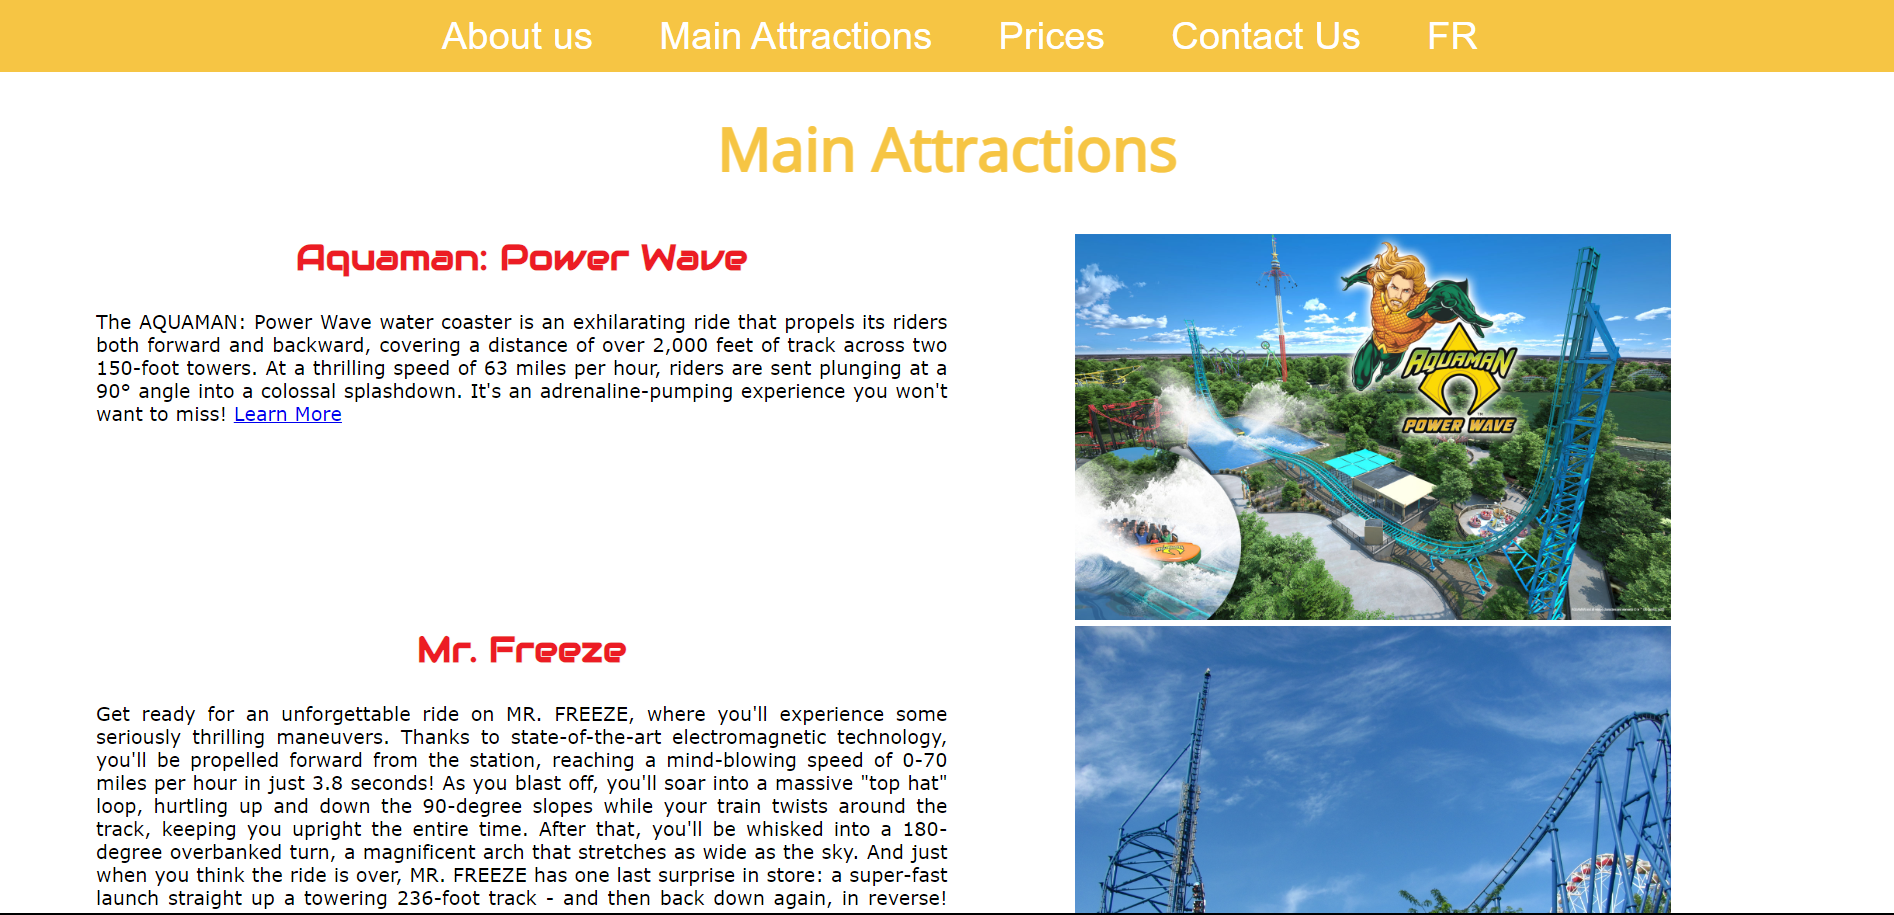 About us Main Attractions Prices Contact Us FR
Main Attractions
Aquaman: Power Wave
The AQUAMAN: Power Wave water coaster is an exhilarating ride that propels its riders
both forward and backward, covering a distance of over 2,000 feet of track across two
150-foot towers. At a thrilling speed of 63 miles per hour, riders are sent plunging at a
90° angle into a colossal splashdown. It's an adrenaline-pumping experience you won't
want to miss! Learn More
AQUAMAN
POWER WAVE
Mr. Freeze
Get ready for an unforgettable ride on MR. FREEZE, where you'll experience some
seriously thrilling maneuvers. Thanks to state-of-the-art electromagnetic technology,
you'll be propelled forward from the station, reaching a mind-blowing speed of 0-70
miles per hour in just 3.8 seconds! As you blast off, you'll soar into a massive "top hat"
loop, hurtling up and down the 90-degree slopes while your train twists around the
track, keeping you upright the entire time. After that, you'll be whisked into a 180-
degree overbanked turn, a magnificent arch that stretches as wide as the sky. And just
when you think the ride is over, MR. FREEZE has one last surprise in store: a super-fast
launch straight up a towering 236-foot track - and then back down again, in reverse!